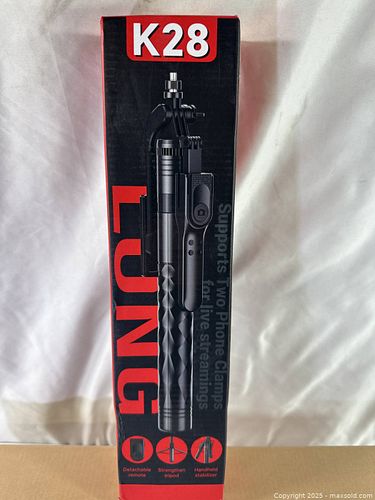 K28
LONG
Supports Two Phone Clamps
for live streamings
Detachable
remote
Strengthen
tripod
Handheld
stabilizer
Copyright 2025 - maxsold.com